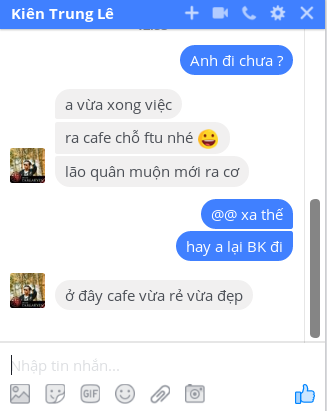 Kiên Trung Lê
Anh đi chưa ?
a vừa xong việc
ra cafe chỗ ftu nhé 😀
lão quân muộn mới ra cơ
@@ xa thế
hay a lại BK đi
ở đây cafe vừa rẻ vừa đẹp
Nhập tin nhắn...
GIF